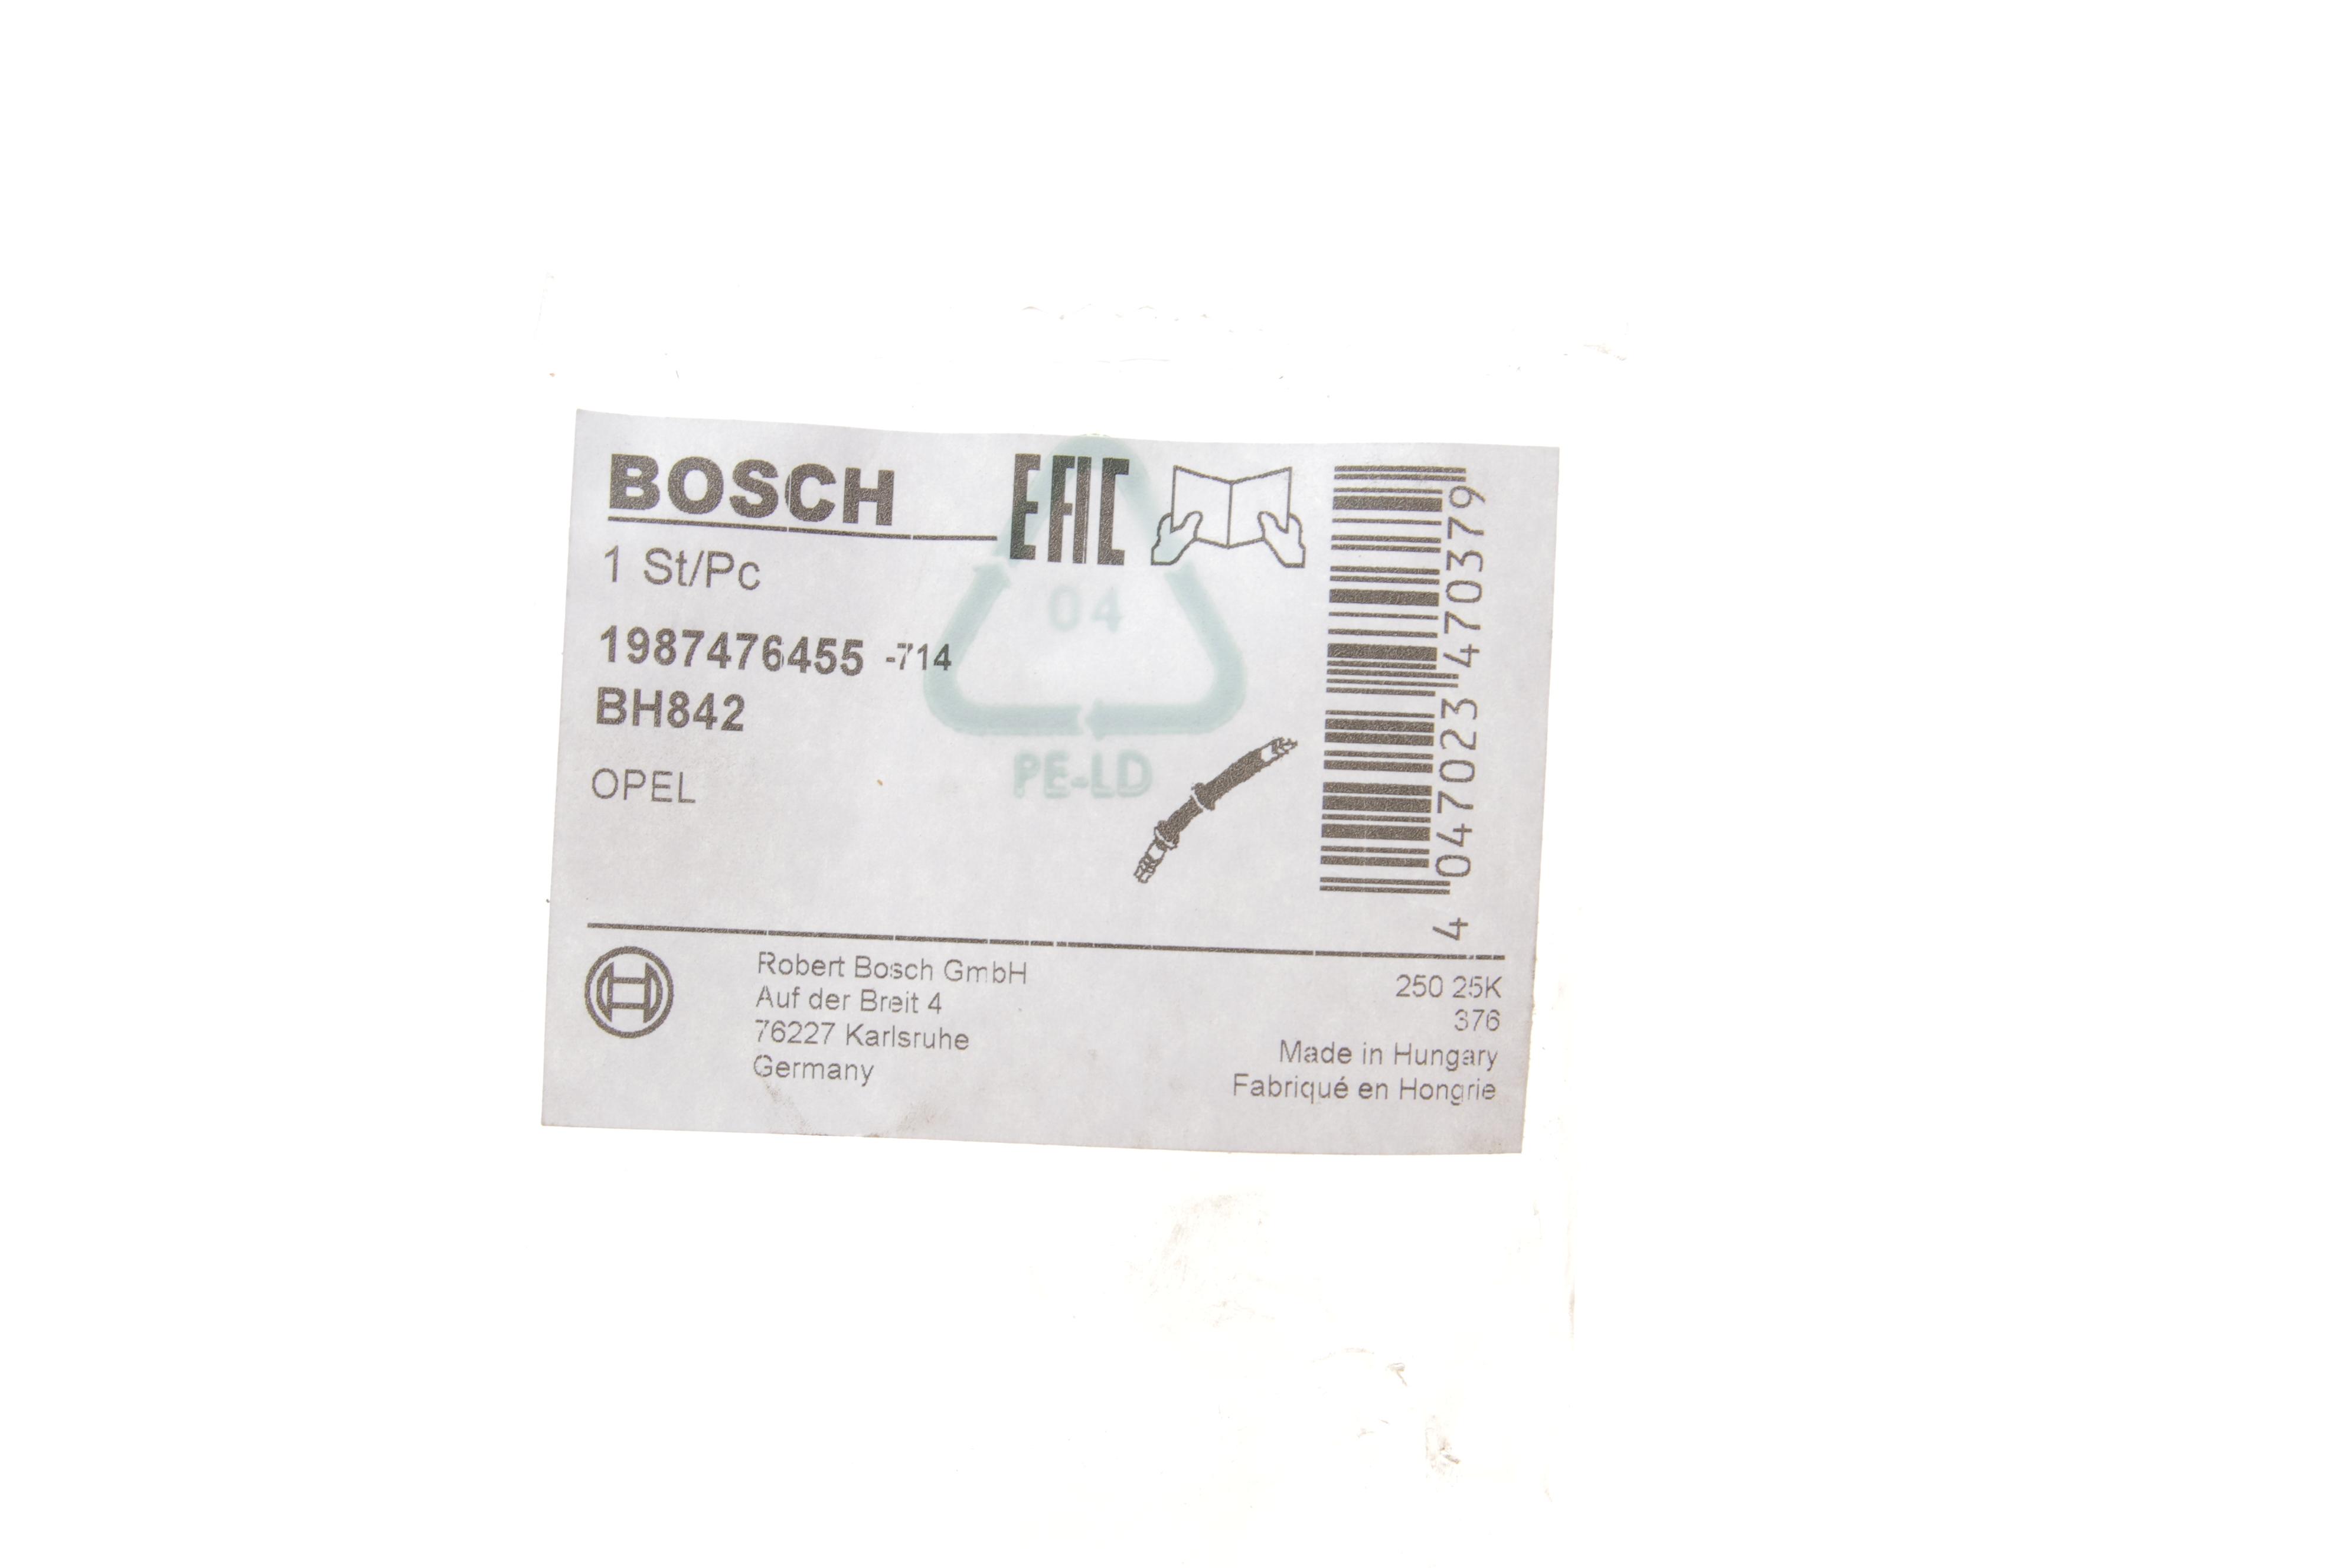 BOSCH
EAC
1 St/Pc
04
1987476455 -714
BH842
PE-LD
OPEL
4 047023 470379
Robert Bosch GmbH
Auf der Breit 4
76227 Karlsruhe
Germany
250 25K
376
Made in Hungary
Fabriqué en Hongrie